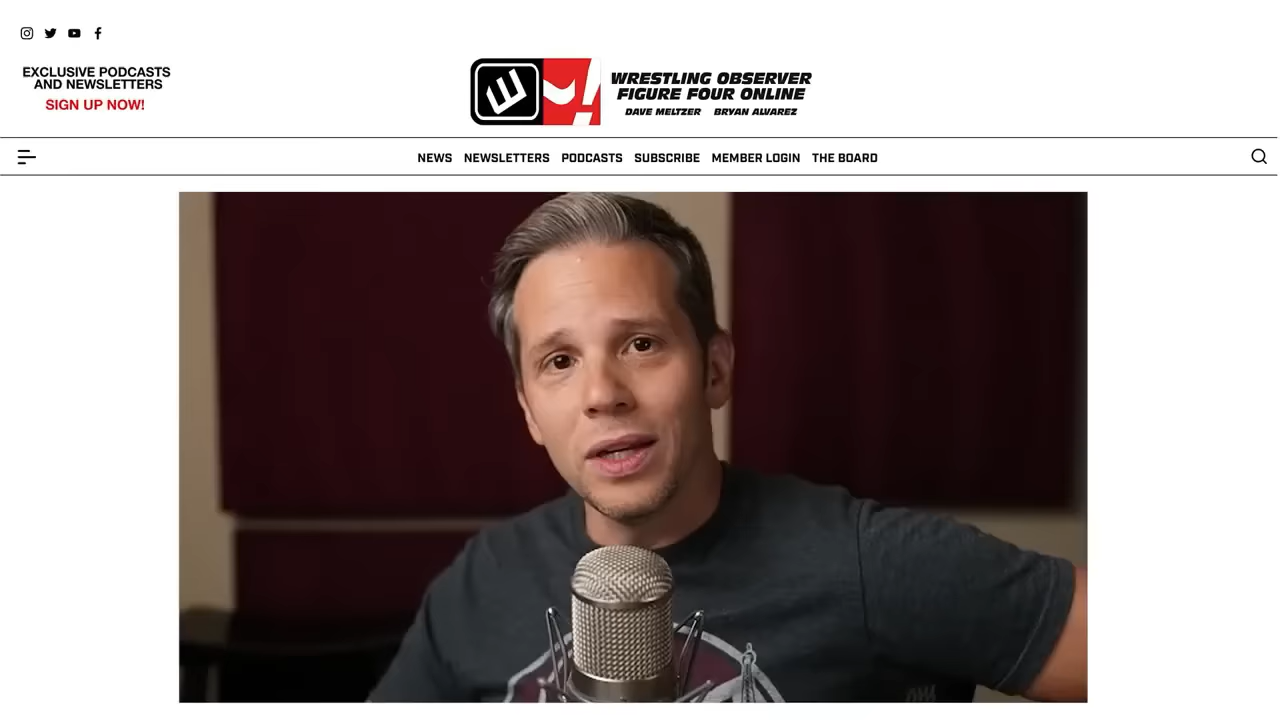 EXCLUSIVE PODCASTS
AND NEWSLETTERS
SIGN UP NOW!
WRESTLING OBSERVER
FIGURE FOUR ONLINE
DAVE MELTZER BRYAN ALVAREZ
NEWS NEWSLETTERS PODCASTS SUBSCRIBE MEMBER LOGIN THE BOARD